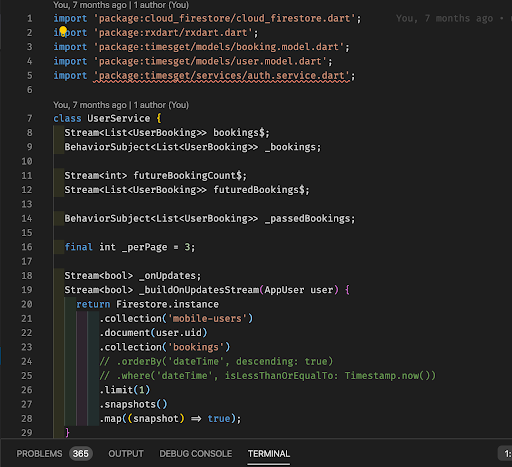 You, 7 months ago | 1 author (You)
1 import 'package:cloud_firestore/cloud_firestore.dart'; You, 7 months ago •
2 import 'package:rxdart/rxdart.dart';
3 import 'package:timesget/models/booking.model.dart';
4 import 'package:timesget/models/user.model.dart';
5 import 'package:timesget/services/auth.service.dart';
6
You, 7 months ago | 1 author (You)
7 class UserService {
8 Stream<List<UserBooking>> bookings$;
9 BehaviorSubject<List<UserBooking>> _bookings;
10
11 Stream<int> futureBookingCount$;
12 Stream<List<UserBooking>> futuredBookings$;
13
14 BehaviorSubject<List<UserBooking>> _passedBookings;
15
16 final int _perPage = 3;
17
18 Stream<bool> _onUpdates;
19 Stream<bool> _buildOnUpdatesStream(AppUser user) {
20 return Firestore.instance
21 .collection('mobile-users')
22 .document(user.uid)
23 .collection('bookings')
24 // .orderBy('dateTime', descending: true)
25 // .where('dateTime', isLessThanOrEqualTo: Timestamp.now())
26 .limit(1)
27 .snapshots()
28 .map((snapshot) => true);
29 }
PROBLEMS 365 OUTPUT DEBUG CONSOLE TERMINAL 1: